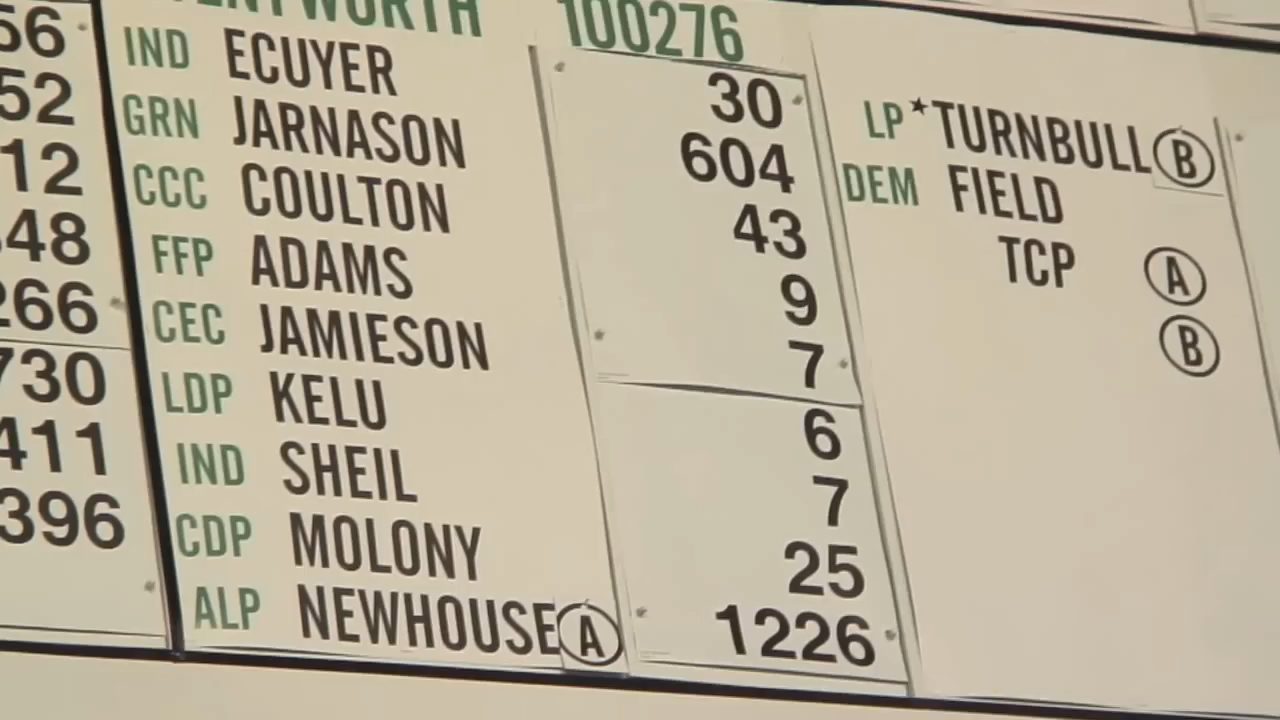 100276
IND ECUYER 30
GRN JARNASON 604
CCC COULTON 43
FFP ADAMS 9
CEC JAMIESON 7
LDP KELU 6
IND SHEIL 7
CDP MOLONY 25
ALP NEWHOUSE A 1226
LP *TURNBULL B
DEM FIELD
TCP A
B
56
52
12
48
266
730
411
396